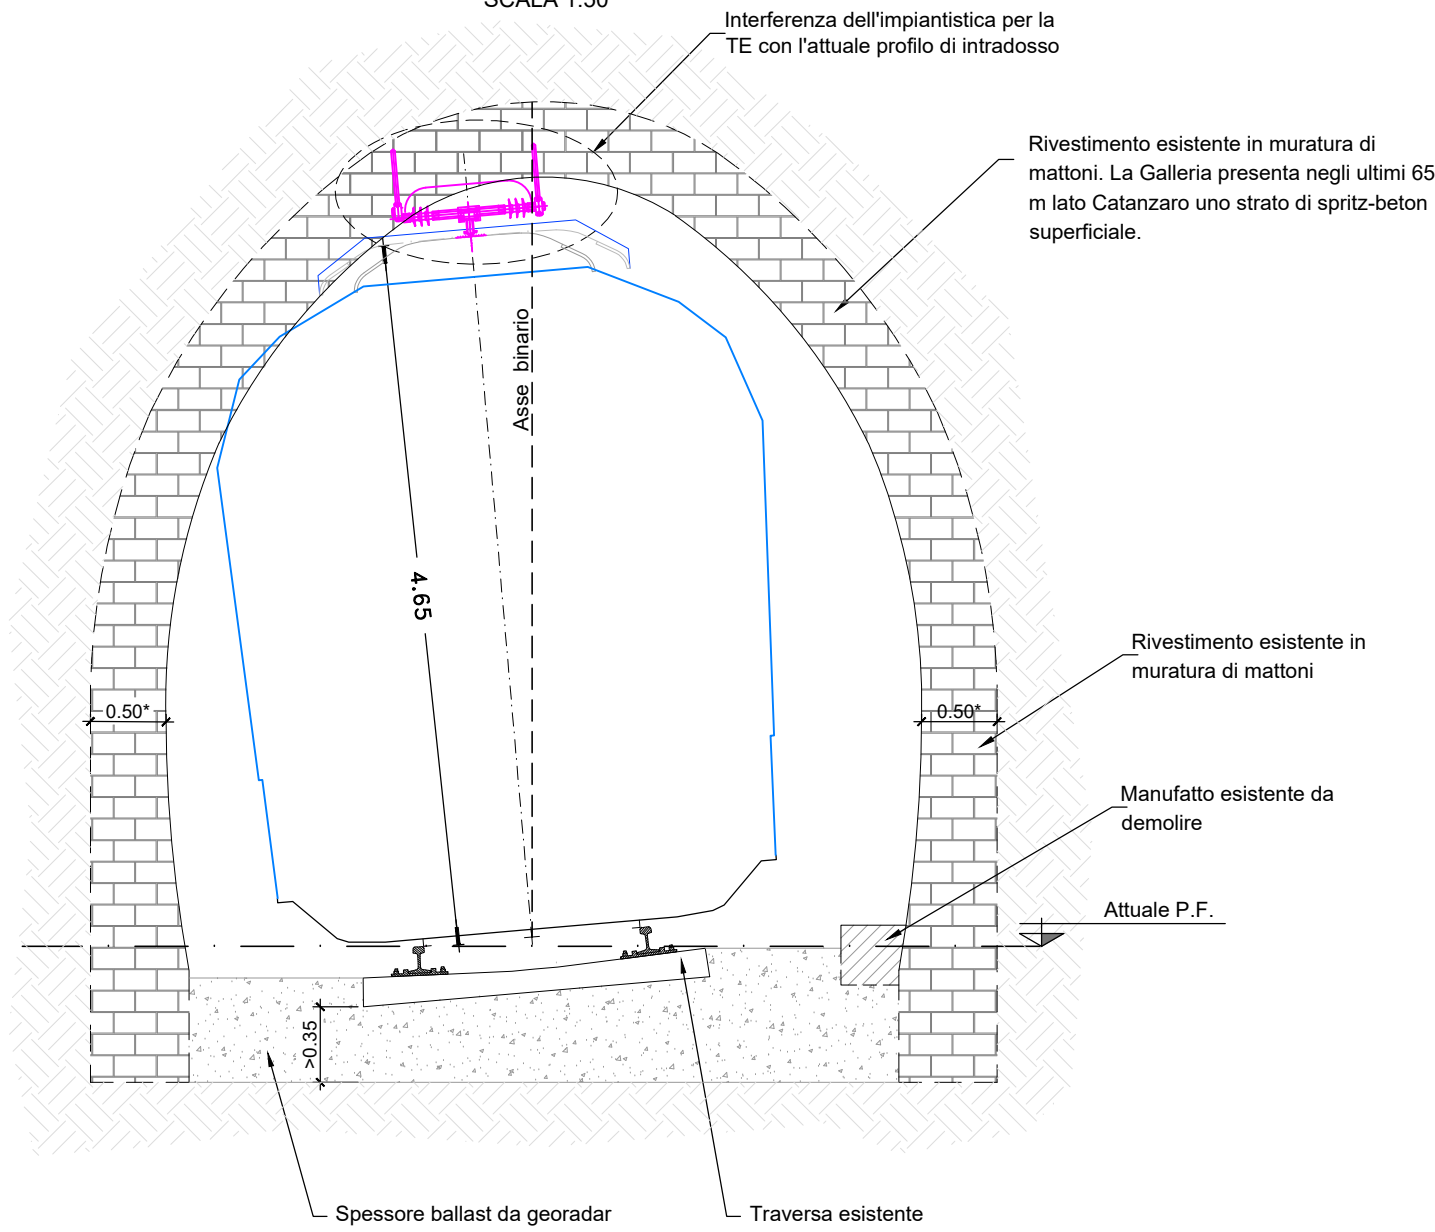 SCALA 1:50
Interferenza dell'impiantistica per la
TE con l'attuale profilo di intradosso
Rivestimento esistente in muratura di
mattoni. La Galleria presenta negli ultimi 65
m lato Catanzaro uno strato di spritz-beton
superficiale.
Asse binario
4.65
Rivestimento esistente in
muratura di mattoni
0.50*
0.50*
Manufatto esistente da
demolire
Attuale P.F.
>0.35
Spessore ballast da georadar
Traversa esistente